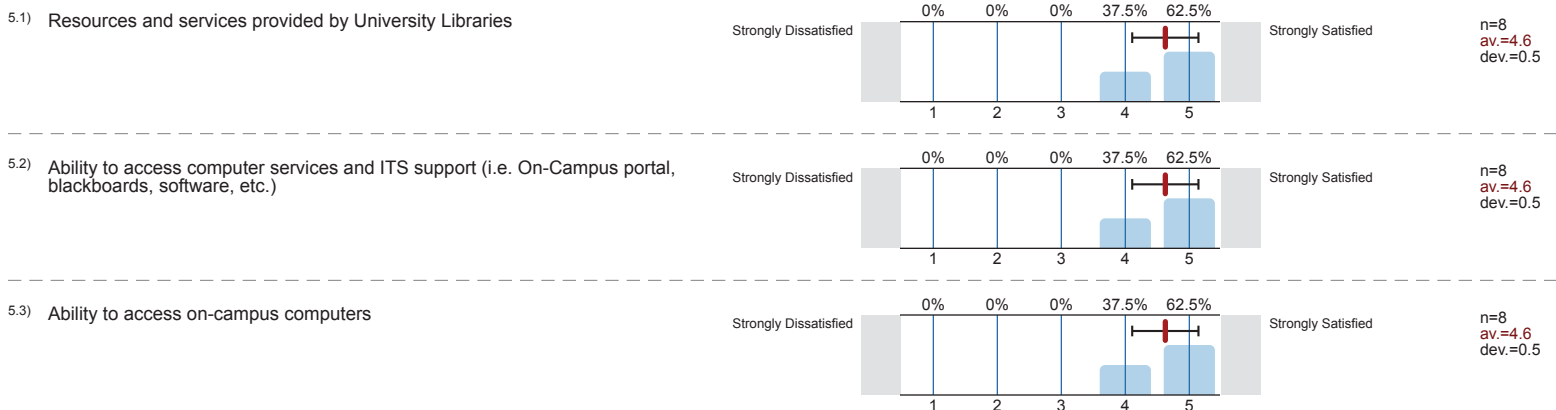 5.1) Resources and services provided by University Libraries
Strongly Dissatisfied
0% 0% 0% 37.5% 62.5%
1 2 3 4 5
Strongly Satisfied
n=8
av.=4.6
dev.=0.5
5.2) Ability to access computer services and ITS support (i.e. On-Campus portal,
blackboards, software, etc.)
Strongly Dissatisfied
0% 0% 0% 37.5% 62.5%
1 2 3 4 5
Strongly Satisfied
n=8
av.=4.6
dev.=0.5
5.3) Ability to access on-campus computers
Strongly Dissatisfied
0% 0% 0% 37.5% 62.5%
1 2 3 4 5
Strongly Satisfied
n=8
av.=4.6
dev.=0.5